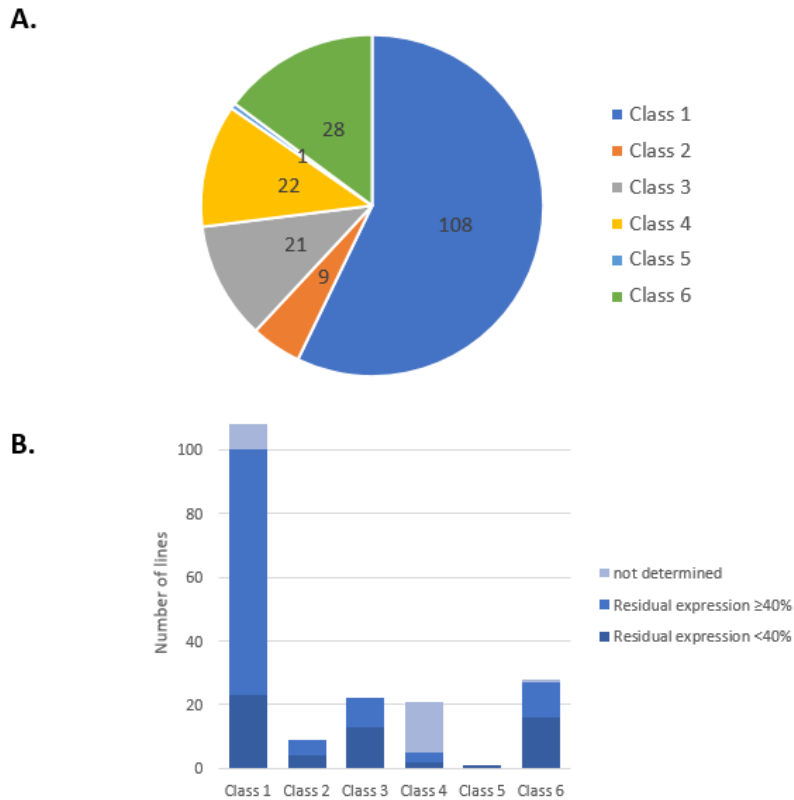 A.
28
1
22
21
9
108
Class 1
Class 2
Class 3
Class 4
Class 5
Class 6
B.
Number of lines
100
80
60
40
20
0
Class 1 Class 2 Class 3 Class 4 Class 5 Class 6
not determined
Residual expression ≥40%
Residual expression <40%